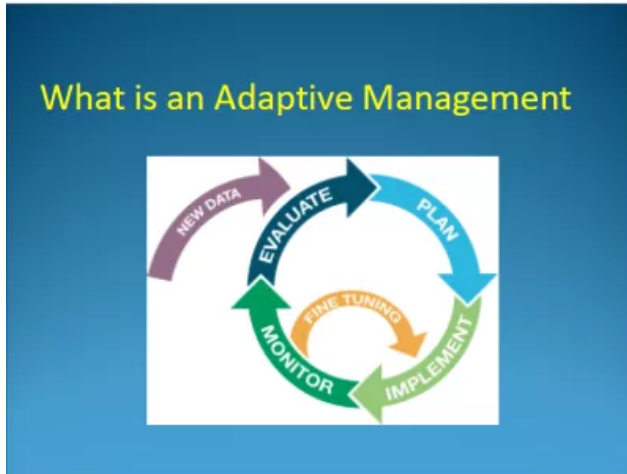 What is an Adaptive Management
NEW DATA
EVALUATE
PLAN
FINE TUNING
MONITOR
IMPLEMENT